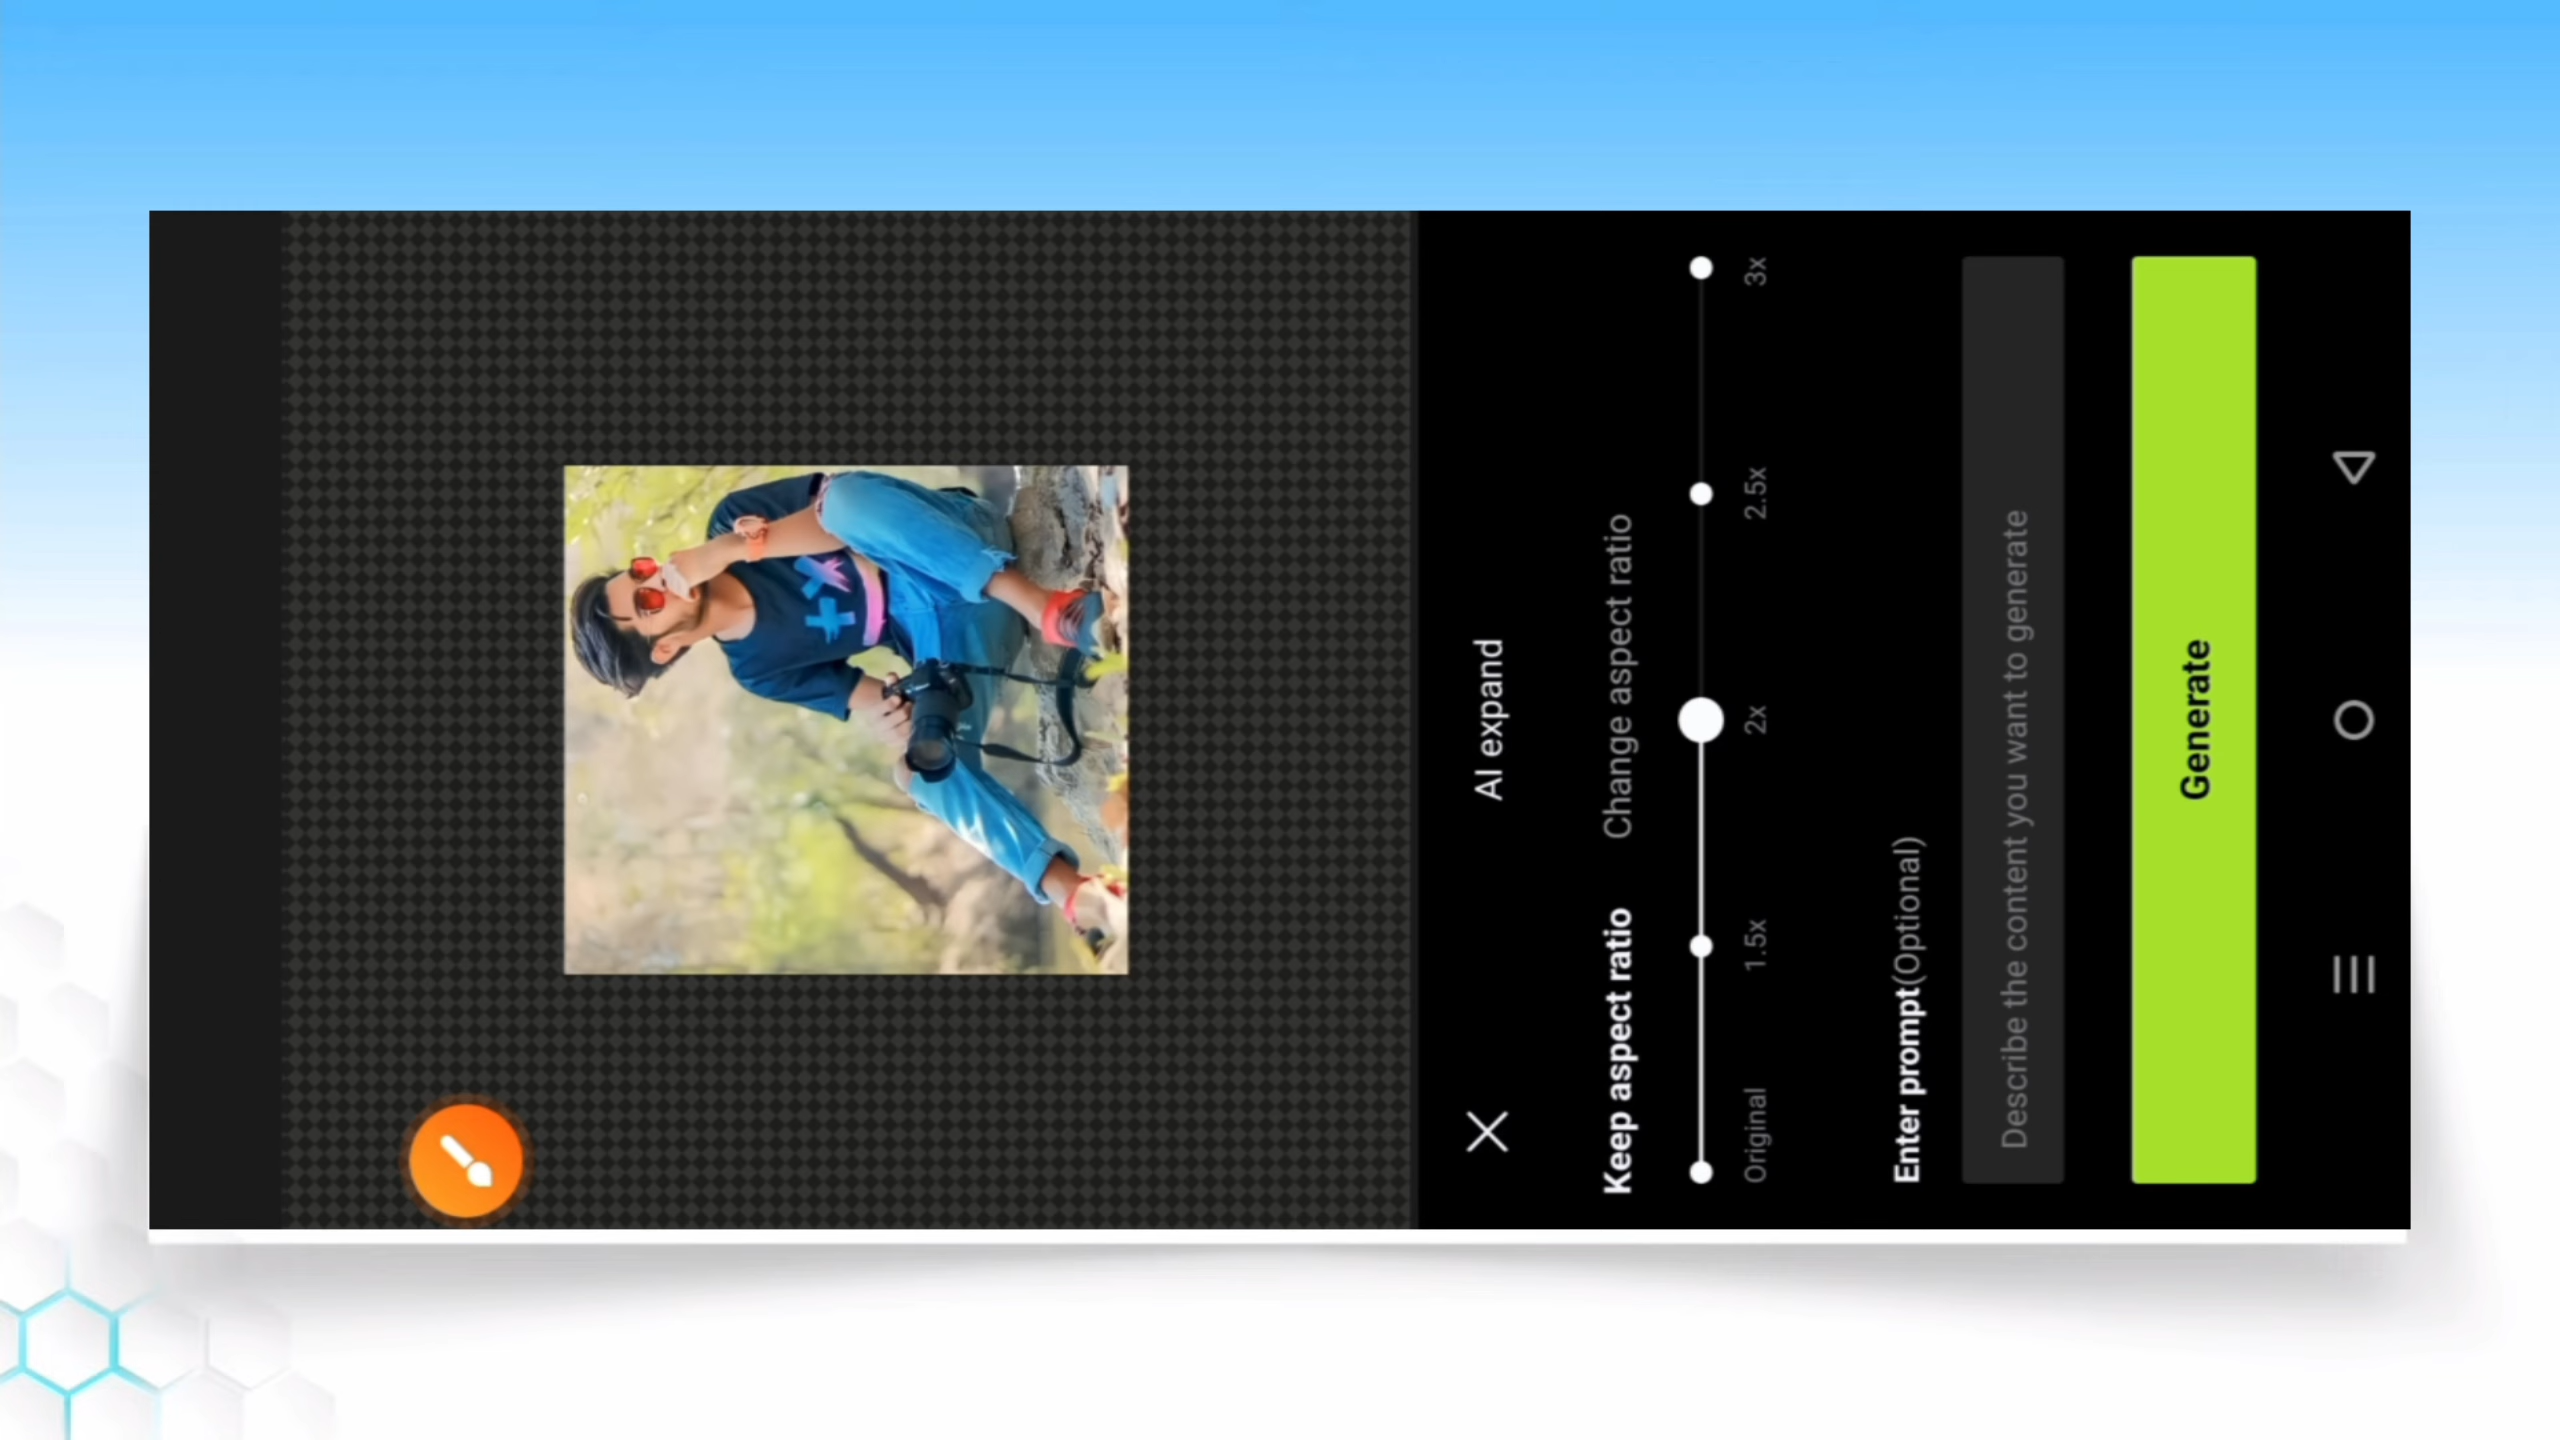 AI expand
Keep aspect ratio Change aspect ratio
Original 1.5x 2x 2.5x 3x
Enter prompt(Optional)
Describe the content you want to generate
Generate